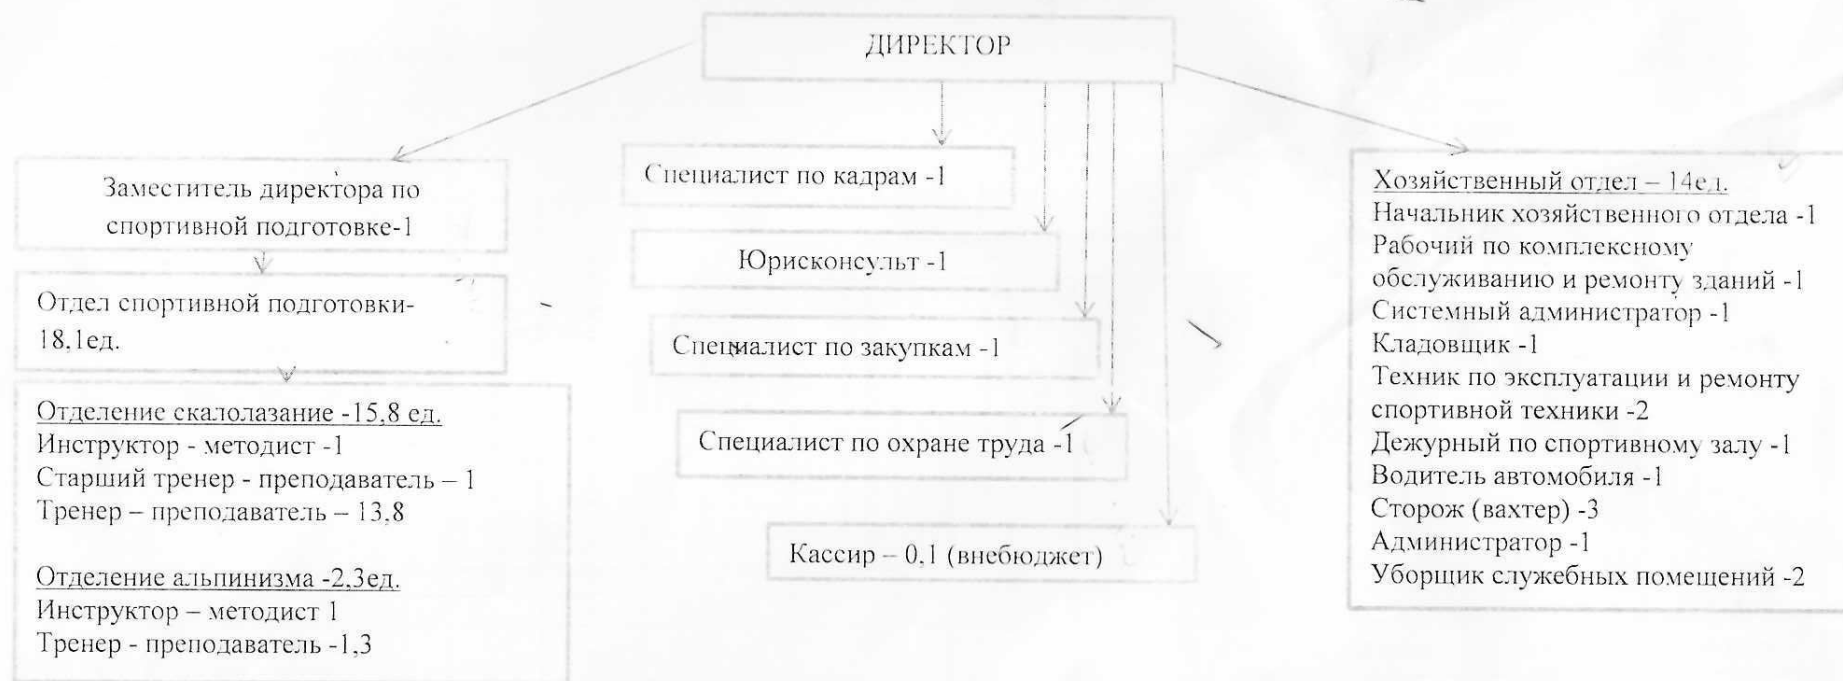 ДИРЕКТОР
Заместитель директора по
спортивной подготовке-1
Отдел спортивной подготовки-
18,1ед.
Отделение скалолазание -15,8 ед.
Инструктор - методист -1
Старший тренер - преподаватель – 1
Тренер – преподаватель – 13,8
Отделение альпинизма -2,3ед.
Инструктор – методист 1
Тренер - преподаватель -1,3
Специалист по кадрам -1
Юрисконсульт -1
Специалист по закупкам -1
Специалист по охране труда -1
Кассир – 0,1 (внебюджет)
Хозяйственный отдел – 14ед.
Начальник хозяйственного отдела -1
Рабочий по комплексному
обслуживанию и ремонту зданий -1
Системный администратор -1
Кладовщик -1
Техник по эксплуатации и ремонту
спортивной техники -2
Дежурный по спортивному залу -1
Водитель автомобиля -1
Сторож (вахтер) -3
Администратор -1
Уборщик служебных помещений -2